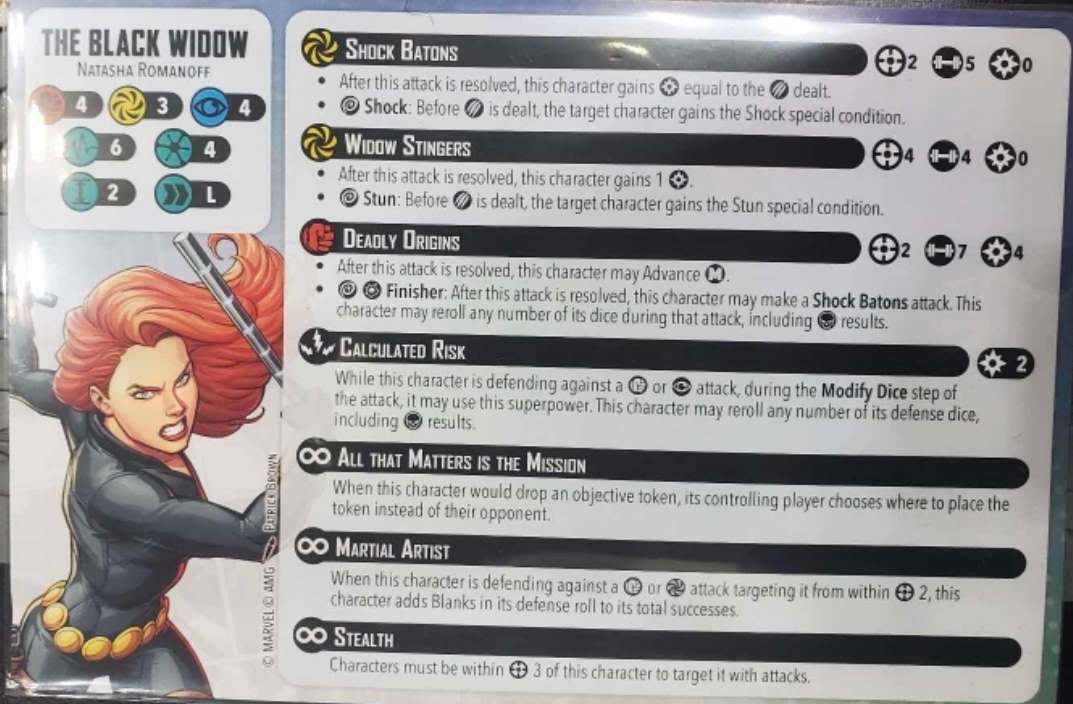 THE BLACK WIDOW
NATASHA ROMANOFF
4 3 4
6 4
2 L
SHOCK BATONS 2 5 0
• After this attack is resolved, this character gains equal to the dealt.
• Shock: Before is dealt, the target character gains the Shock special condition.
WIDOW STINGERS 4 4 0
• After this attack is resolved, this character gains 1 .
• Stun: Before is dealt, the target character gains the Stun special condition.
DEADLY ORIGINS 2 7 4
• After this attack is resolved, this character may Advance M.
• Finisher: After this attack is resolved, this character may make a Shock Batons attack. This
character may reroll any number of its dice during that attack, including results.
CALCULATED RISK 2
While this character is defending against a or attack, during the Modify Dice step of
the attack, it may use this superpower. This character may reroll any number of its defense dice,
including results.
ALL THAT MATTERS IS THE MISSION
When this character would drop an objective token, its controlling player chooses where to place the
token instead of their opponent.
MARTIAL ARTIST
When this character is defending against a or attack targeting it from within 2, this
character adds Blanks in its defense roll to its total successes.
STEALTH
Characters must be within 3 of this character to target it with attacks.
© MARVEL © AMG PATRICK BROWN